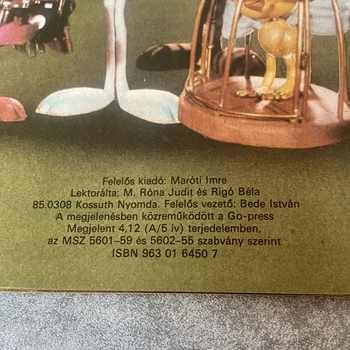 Felelős kiadó: Maróti Imre
Lektorálta: M. Róna Judit és Rigó Béla
85.0308 Kossuth Nyomda. Felelős vezető: Bede István
A megjelenésben közreműködött a Go-press
Megjelent 4,12 (A/5 ív) terjedelemben,
az MSZ 5601–59 és 5602–55 szabvány szerint
ISBN 963 01 6450 7